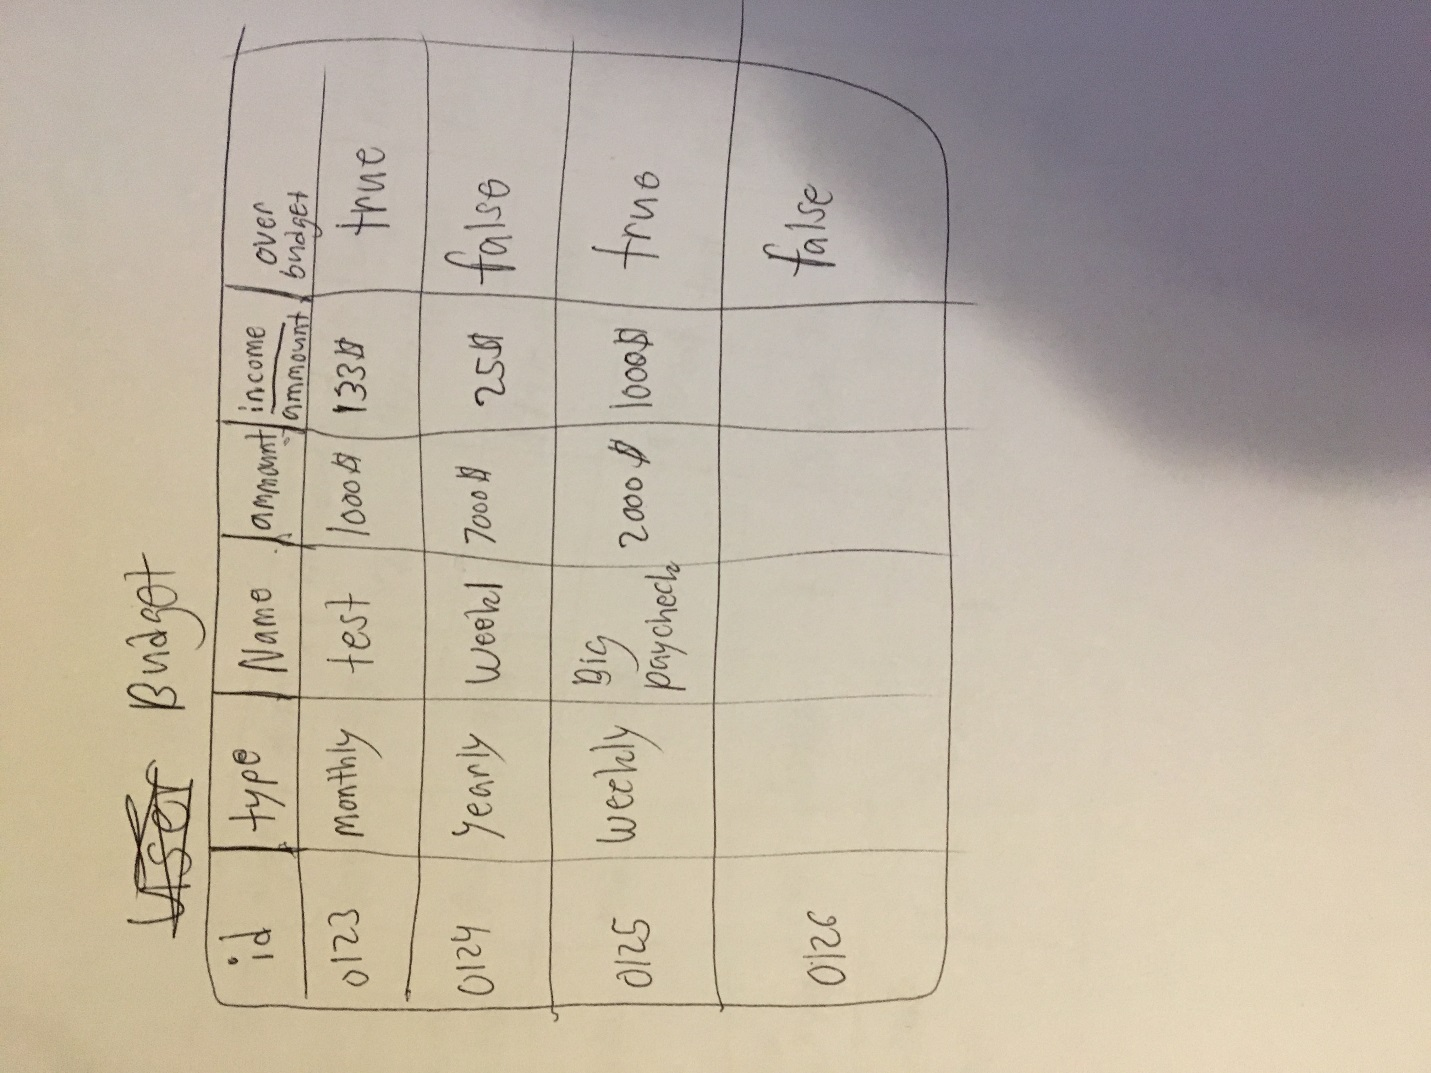 User Budget
id type Name ammount income ammount over budget
0123 monthly test 1000$ 133$ true
0124 yearly week1 7000$ 25$ false
0125 weekly Big paycheck 2000$ 1000$ true
0126 false